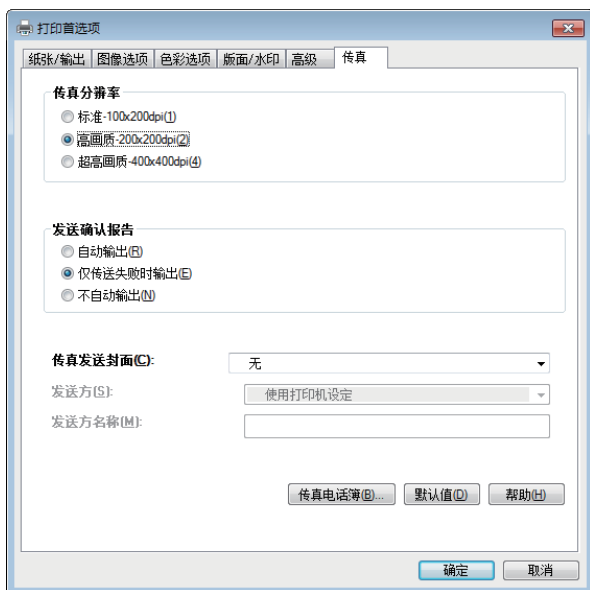 打印首选项
纸张/输出 图像选项 色彩选项 版面/水印 高级 传真
传真分辨率
标准-100x200dpi(1)
高画质-200x200dpi(2)
超高画质-400x400dpi(4)
发送确认报告
自动输出(R)
仅传送失败时输出(E)
不自动输出(N)
传真发送封面(C): 无
发送方(S): 使用打印机设定
发送方名称(M):
传真电话簿(B)... 默认值(D) 帮助(H)
确定 取消